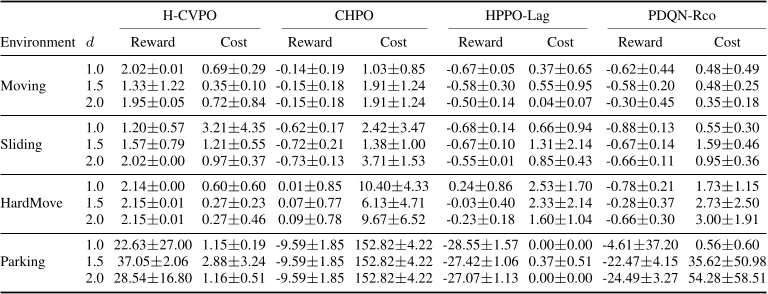 H-CVPO CHPO HPPO-Lag PDQN-Rco
Environment d Reward Cost Reward Cost Reward Cost Reward Cost
1.0 2.02±0.01 0.69±0.29 -0.14±0.19 1.03±0.85 -0.67±0.05 0.37±0.65 -0.62±0.44 0.48±0.49
Moving 1.5 1.33±1.22 0.35±0.10 -0.15±0.18 1.91±1.24 -0.58±0.30 0.55±0.95 -0.58±0.20 0.48±0.25
2.0 1.95±0.05 0.72±0.84 -0.15±0.18 1.91±1.24 -0.50±0.14 0.04±0.07 -0.30±0.45 0.35±0.18
1.0 1.20±0.57 3.21±4.35 -0.62±0.17 2.42±3.47 -0.68±0.14 0.66±0.94 -0.88±0.13 0.55±0.30
Sliding 1.5 1.57±0.79 1.21±0.55 -0.72±0.21 1.38±1.00 -0.67±0.10 1.31±2.14 -0.67±0.14 1.59±0.46
2.0 2.02±0.00 0.97±0.37 -0.73±0.13 3.71±1.53 -0.55±0.01 0.85±0.43 -0.66±0.11 0.95±0.36
1.0 2.14±0.00 0.60±0.60 0.01±0.85 10.40±4.33 0.24±0.86 2.53±1.70 -0.78±0.21 1.73±1.15
HardMove 1.5 2.15±0.01 0.27±0.23 0.07±0.77 6.13±4.71 -0.03±0.40 2.33±2.14 -0.28±0.37 2.73±2.50
2.0 2.15±0.01 0.27±0.46 0.09±0.78 9.67±6.52 -0.23±0.18 1.60±1.04 -0.66±0.30 3.00±1.91
1.0 22.63±27.00 1.15±0.19 -9.59±1.85 152.82±4.22 -28.55±1.57 0.00±0.00 -4.61±37.20 0.56±0.60
Parking 1.5 37.05±2.06 2.88±3.24 -9.59±1.85 152.82±4.22 -27.42±1.06 0.37±0.51 -22.47±4.15 35.62±50.98
2.0 28.54±16.80 1.16±0.51 -9.59±1.85 152.82±4.22 -27.07±1.13 0.00±0.00 -24.49±3.27 54.28±58.51